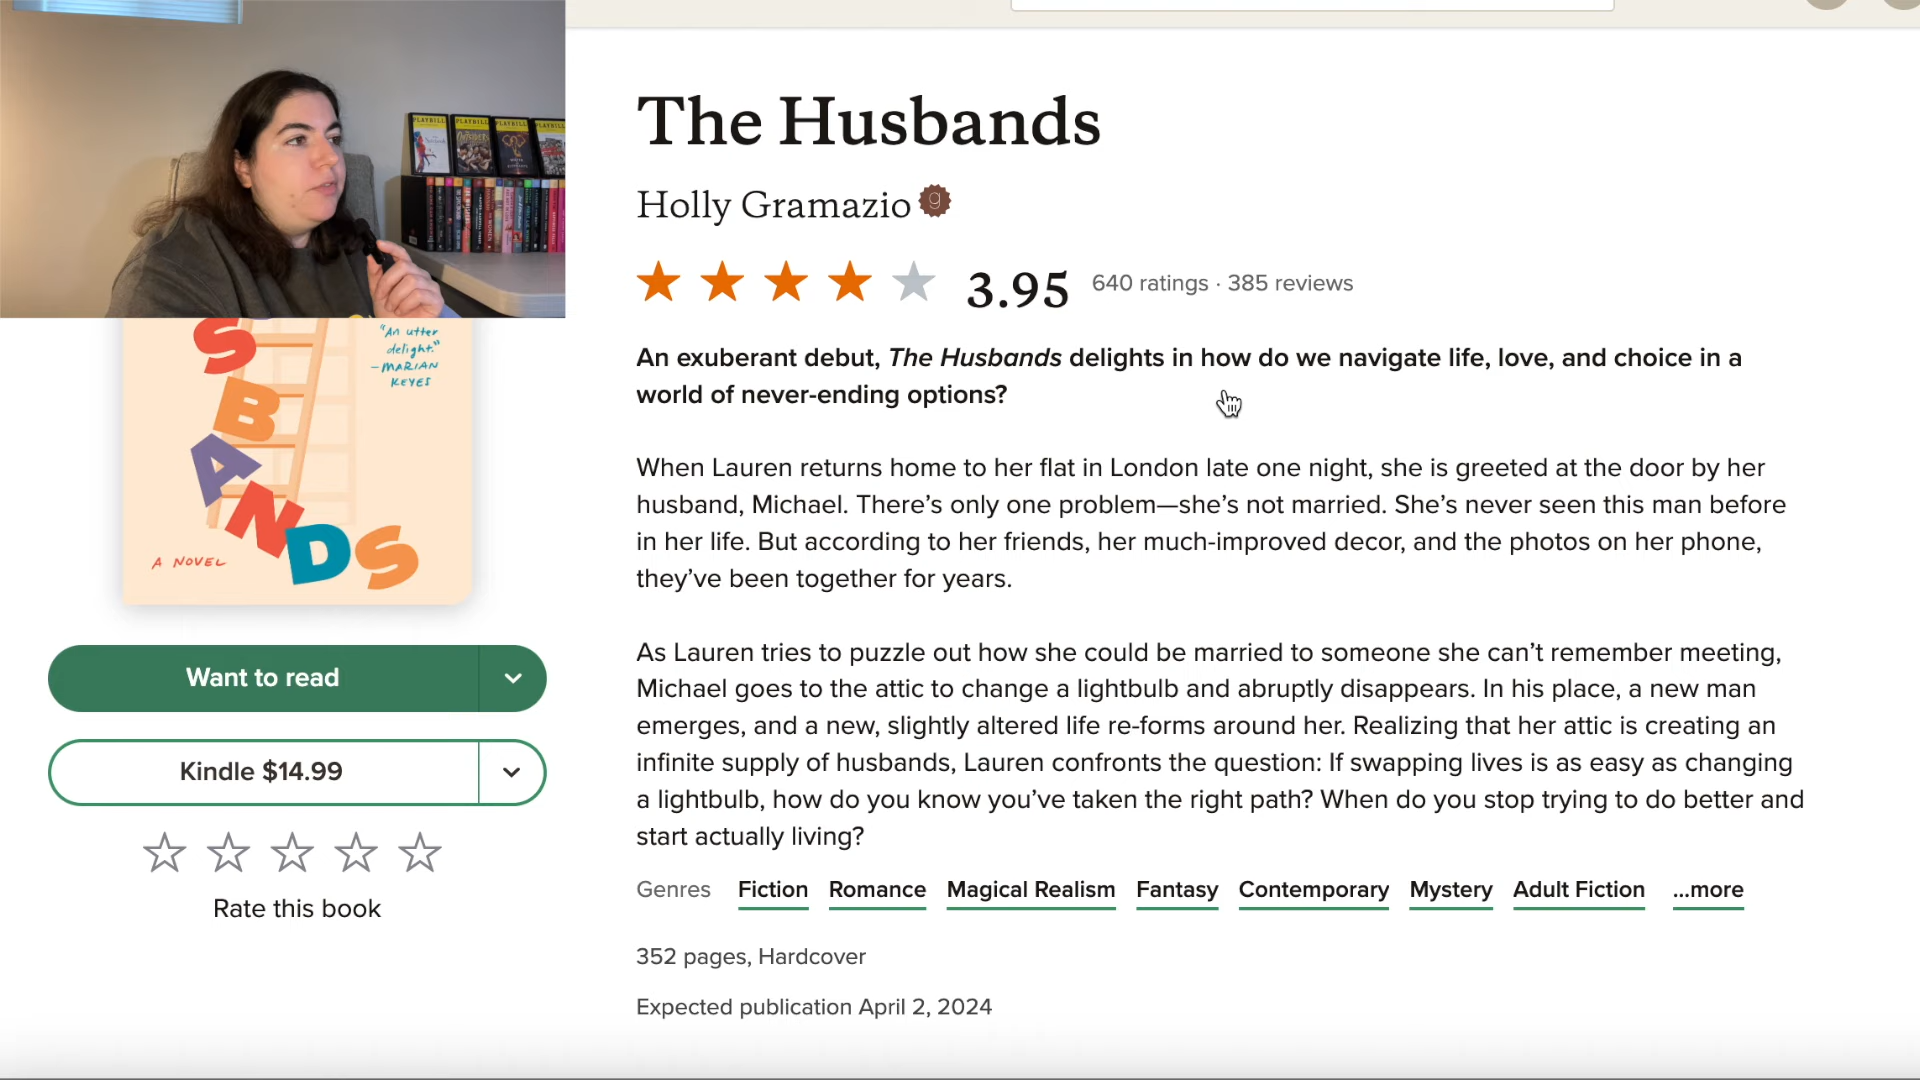 PLAYBILL
PLAYBILL
PLAYBILL
PLAYBILL
The Husbands
Holly Gramazio
3.95
640 ratings · 385 reviews
An exuberant debut, The Husbands delights in how do we navigate life, love, and choice in a
world of never-ending options?
When Lauren returns home to her flat in London late one night, she is greeted at the door by her
husband, Michael. There’s only one problem—she’s not married. She’s never seen this man before
in her life. But according to her friends, her much-improved decor, and the photos on her phone,
they’ve been together for years.
As Lauren tries to puzzle out how she could be married to someone she can’t remember meeting,
Michael goes to the attic to change a lightbulb and abruptly disappears. In his place, a new man
emerges, and a new, slightly altered life re-forms around her. Realizing that her attic is creating an
infinite supply of husbands, Lauren confronts the question: If swapping lives is as easy as changing
a lightbulb, how do you know you’ve taken the right path? When do you stop trying to do better and
start actually living?
Genres Fiction Romance Magical Realism Fantasy Contemporary Mystery Adult Fiction ...more
352 pages, Hardcover
Expected publication April 2, 2024
"An utter
delight."
—MARIAN
KEYES
SBANDS
A NOVEL
Want to read
Kindle $14.99
Rate this book